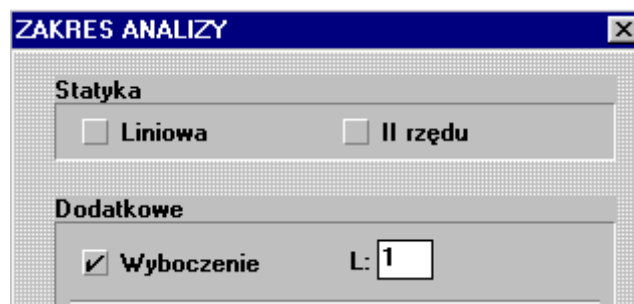 ZAKRES ANALIZY
Statyka
Liniowa II rzędu
Dodatkowe
Wyboczenie L: 1